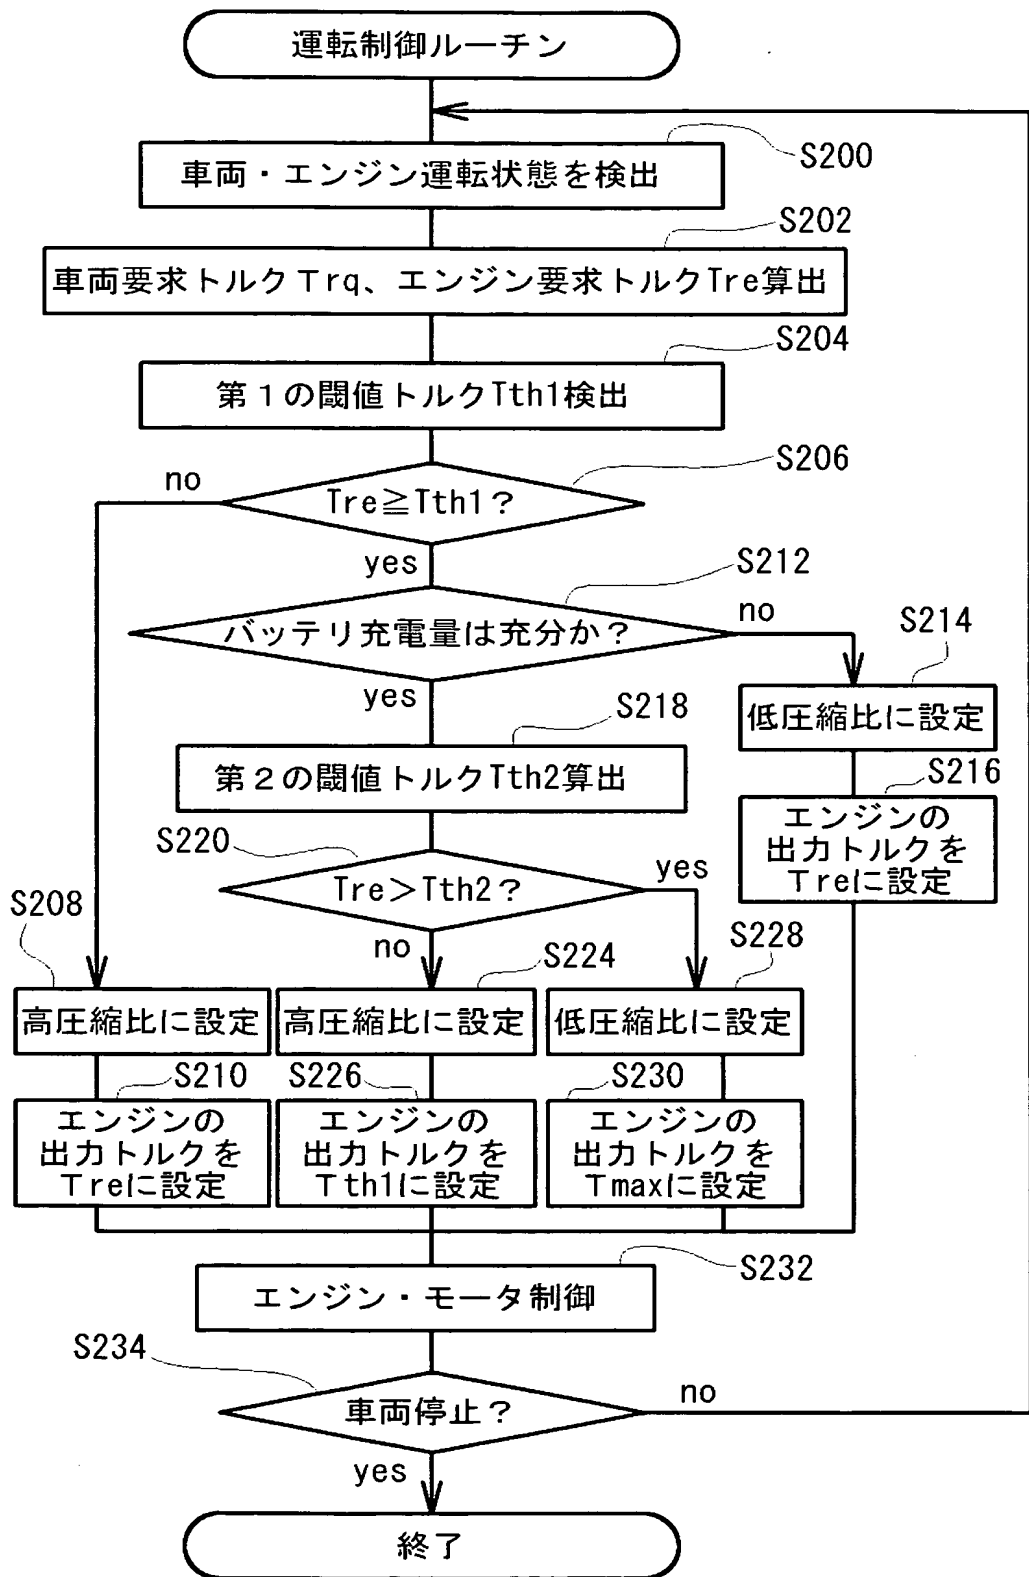 運転制御ルーチン
S200
車両・エンジン運転状態を検出
S202
車両要求トルクTrq、エンジン要求トルクTre算出
S204
第１の閾値トルクTth1検出
S206
no
Tre≧Tth1？
yes
S212
no
バッテリ充電量は充分か？
S214
yes
低圧縮比に設定
S218
第２の閾値トルクTth2算出
S216
エンジンの
出力トルクを
Treに設定
S220
yes
Tre＞Tth2？
S208
no
S224
S228
高圧縮比に設定
高圧縮比に設定
低圧縮比に設定
S210
S226
S230
エンジンの
出力トルクを
Treに設定
エンジンの
出力トルクを
Tth1に設定
エンジンの
出力トルクを
Tmaxに設定
S232
エンジン・モータ制御
S234
no
車両停止？
yes
終了